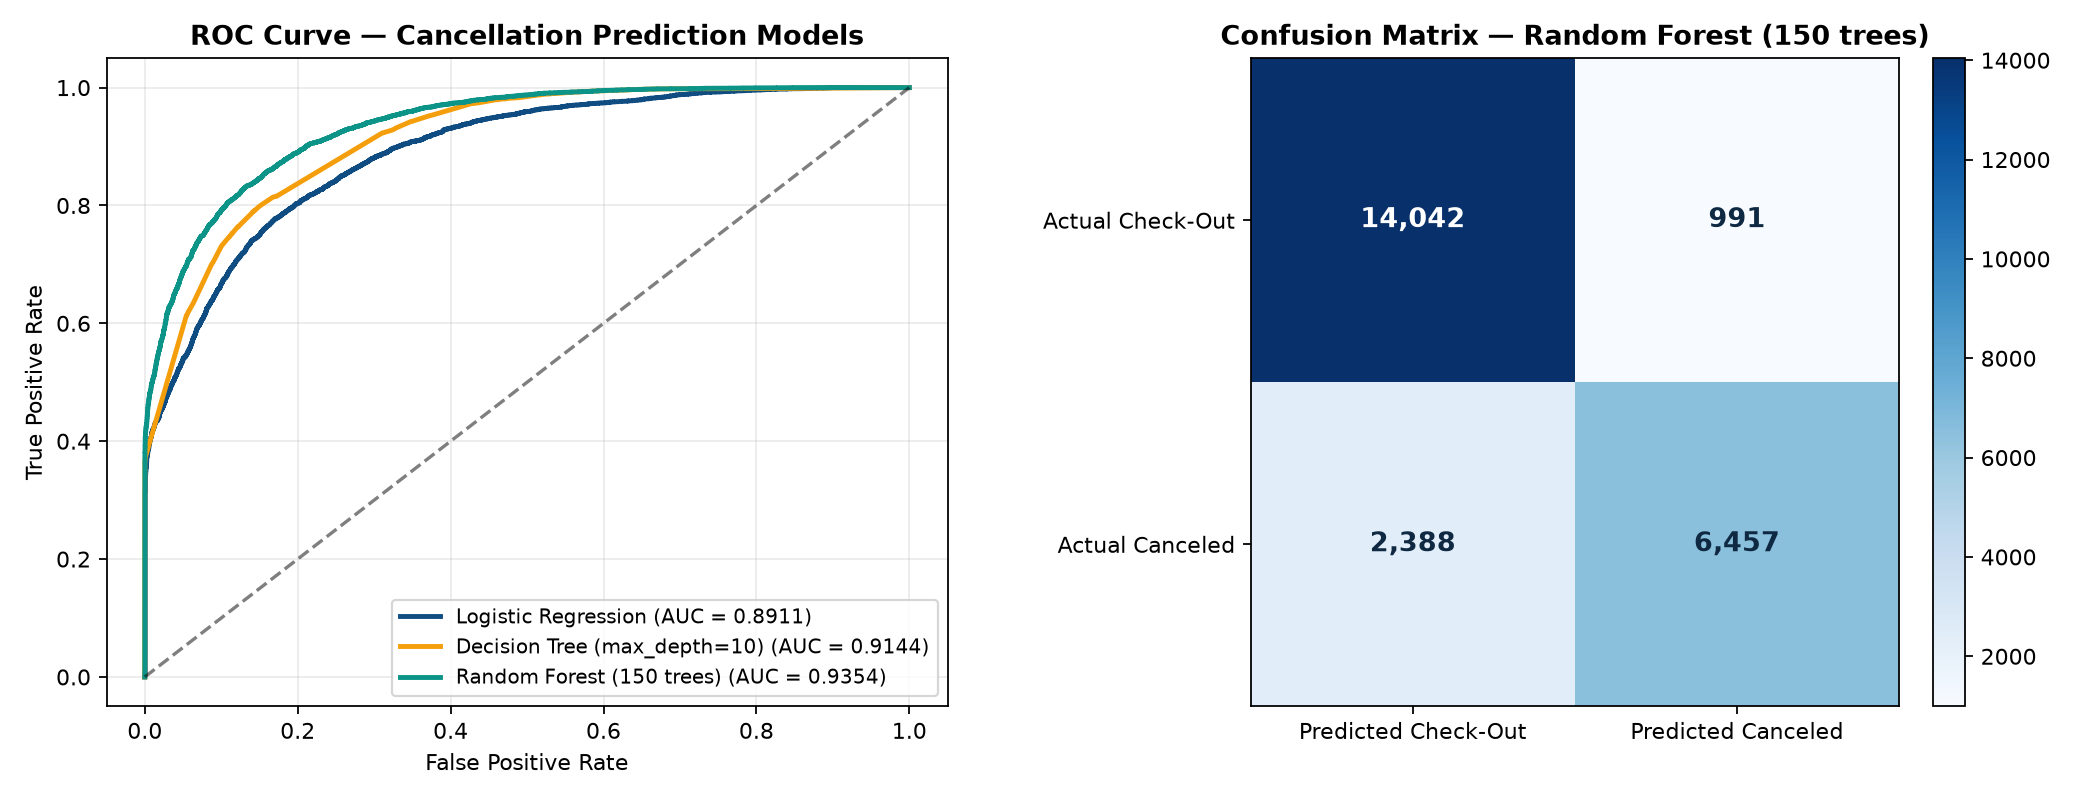 ROC Curve — Cancellation Prediction Models
1.0
0.8
0.6
0.4
0.2
0.0
True Positive Rate
Logistic Regression (AUC = 0.8911)
Decision Tree (max_depth=10) (AUC = 0.9144)
Random Forest (150 trees) (AUC = 0.9354)
0.0 0.2 0.4 0.6 0.8 1.0
False Positive Rate
Confusion Matrix — Random Forest (150 trees)
Actual Check-Out 14,042 991
Actual Canceled 2,388 6,457
Predicted Check-Out Predicted Canceled
14000
12000
10000
8000
6000
4000
2000